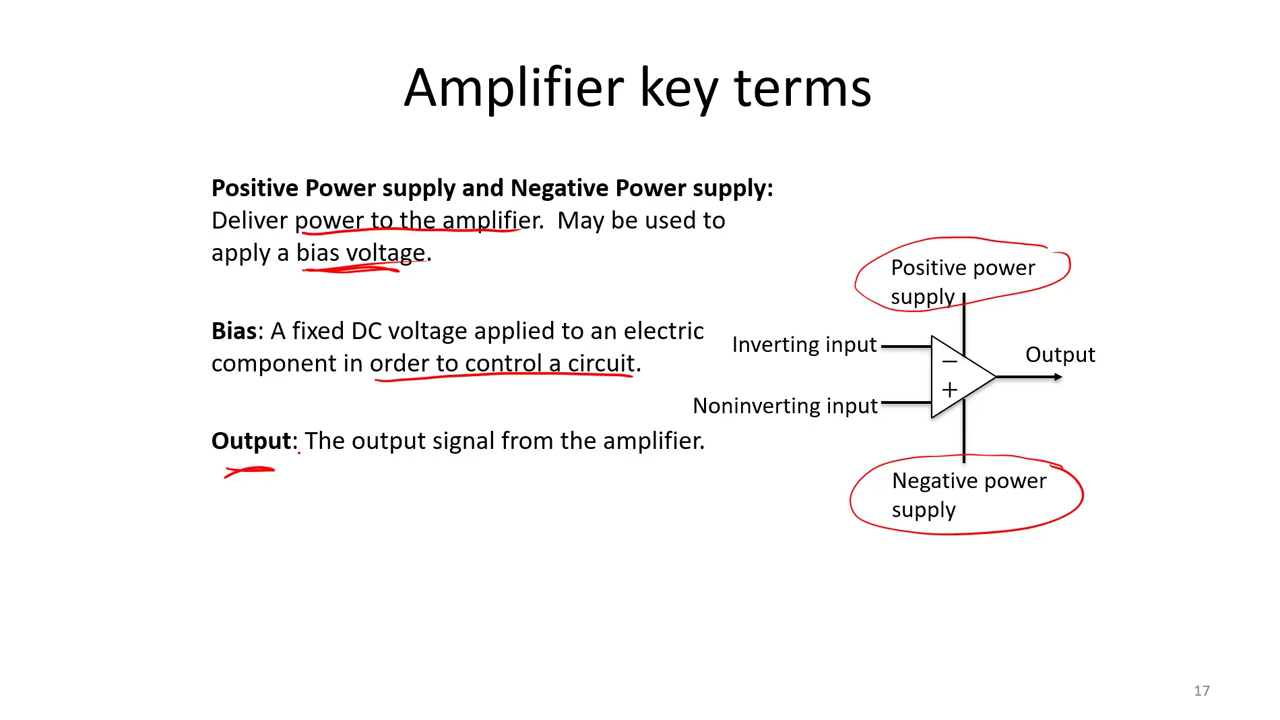 Amplifier key terms
Positive Power supply and Negative Power supply:
Deliver power to the amplifier.  May be used to
apply a bias voltage.
Bias: A fixed DC voltage applied to an electric
component in order to control a circuit.
Output: The output signal from the amplifier.
Positive power
supply
Inverting input
−
Output
+
Noninverting input
Negative power
supply
17